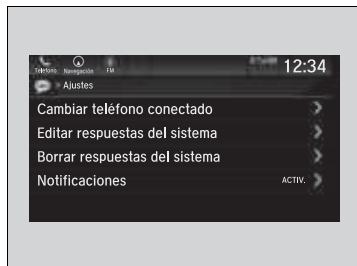 Teléfono Navegación FM
12:34
Ajustes
Cambiar teléfono conectado
Editar respuestas del sistema
Borrar respuestas del sistema
Notificaciones ACTIV.